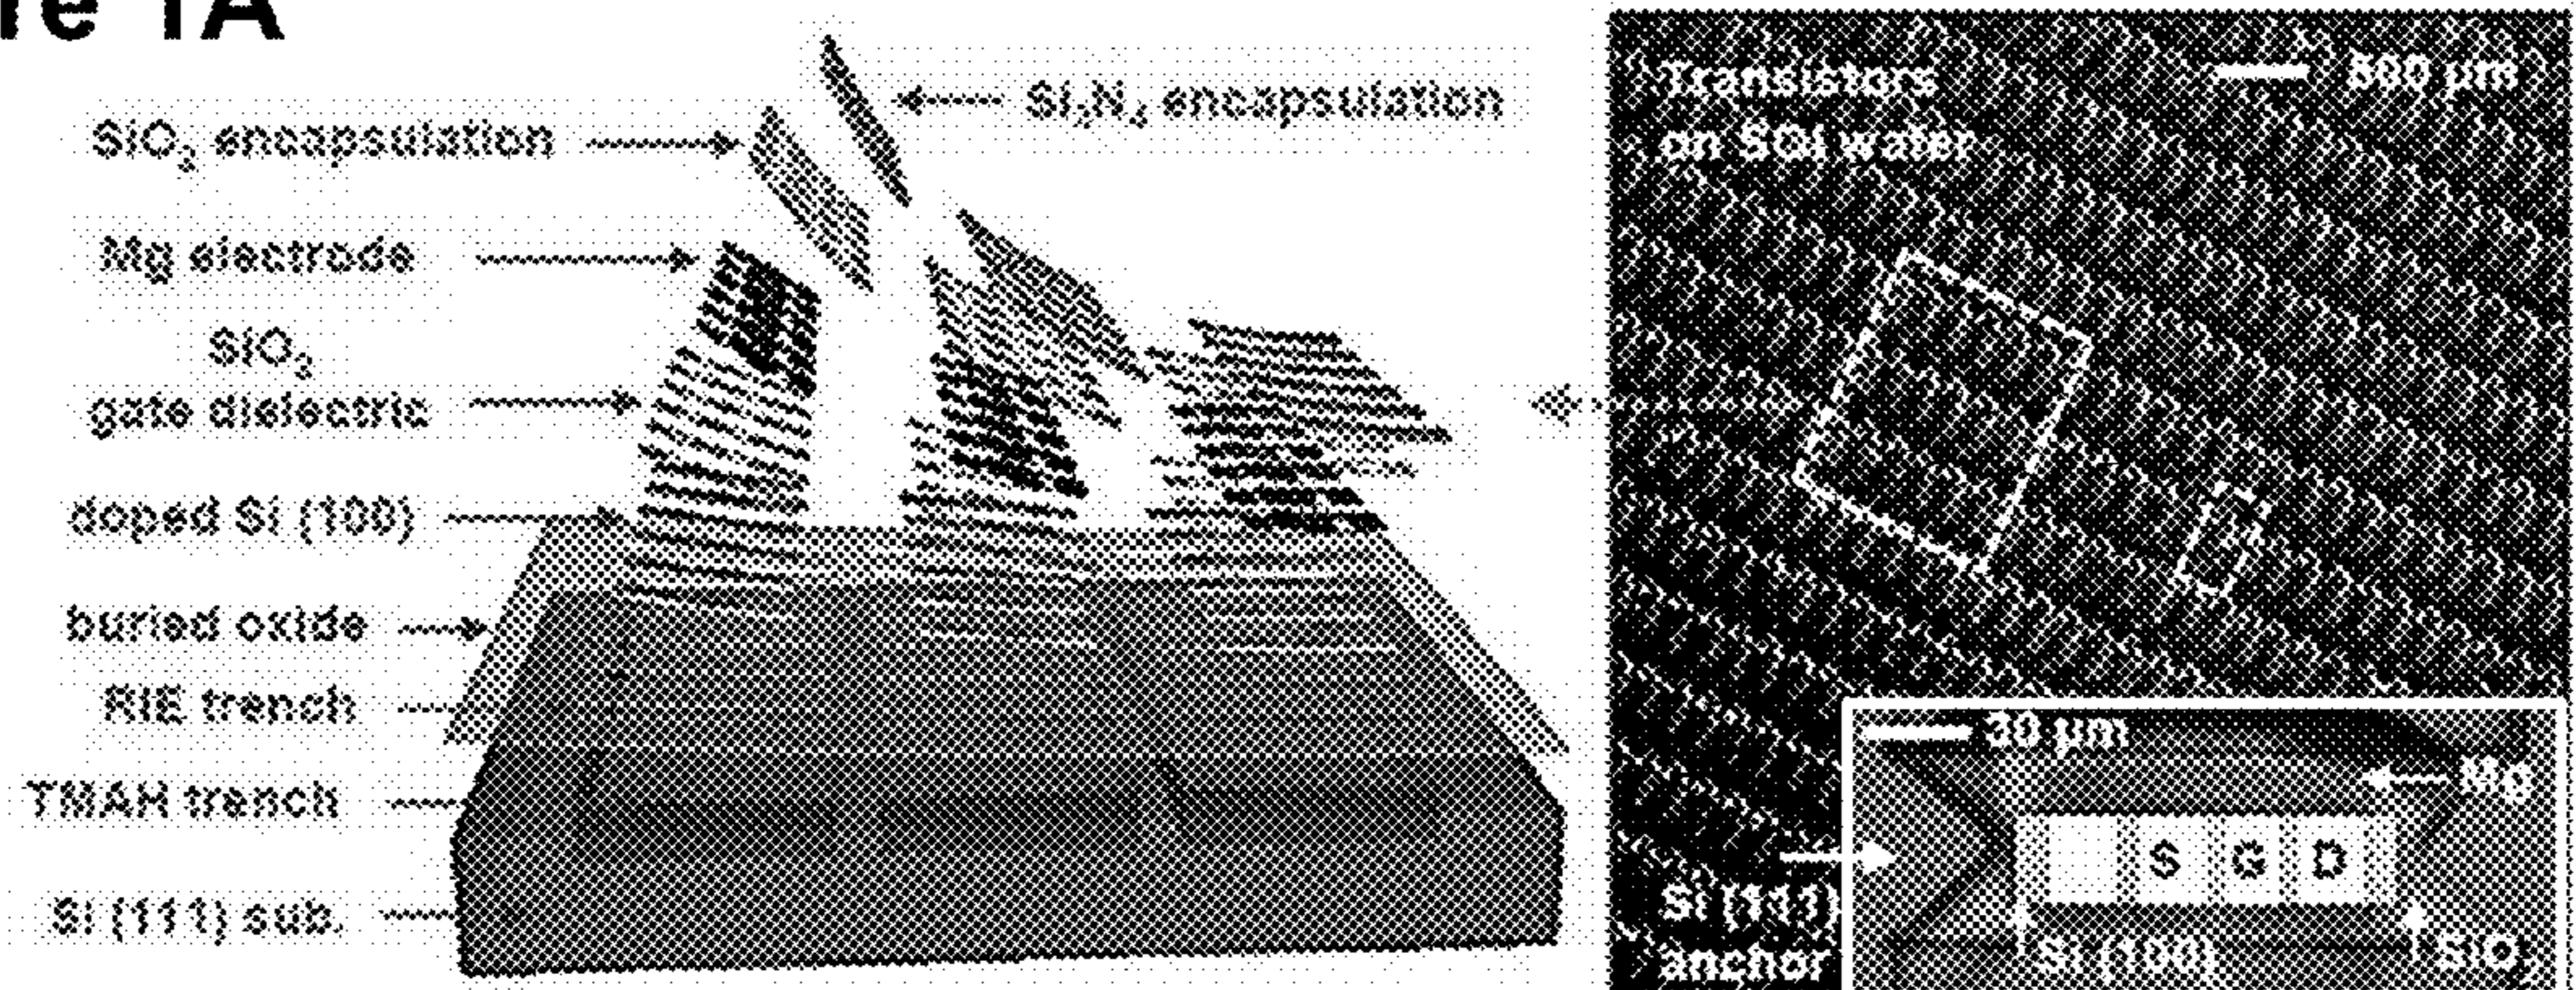 re 1A
Si₃N₄ encapsulation
SiO₂ encapsulation
Mg electrode
SiO₂
gate dielectric
doped Si (100)
buried oxide
RIE trench
TMAH trench
Si (111) sub.
Transistors
on SOI wafer
500 µm
30 µm
Mg
S G D
Si (111)
anchor
Si (100)
SiO₂